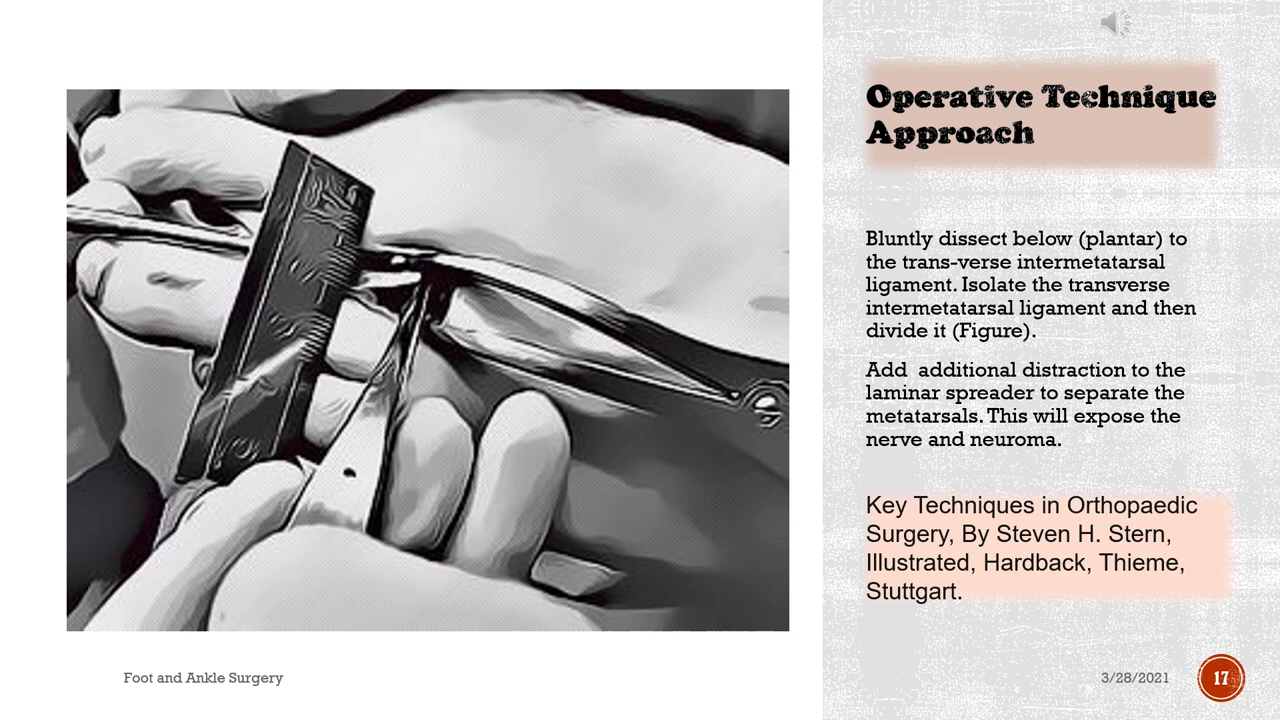 Operative Technique
Approach
Bluntly dissect below (plantar) to
the trans-verse intermetatarsal
ligament. Isolate the transverse
intermetatarsal ligament and then
divide it (Figure).
Add  additional distraction to the
laminar spreader to separate the
metatarsals. This will expose the
nerve and neuroma.
Key Techniques in Orthopaedic
Surgery, By Steven H. Stern,
Illustrated, Hardback, Thieme,
Stuttgart.
Foot and Ankle Surgery
3/28/2021
17